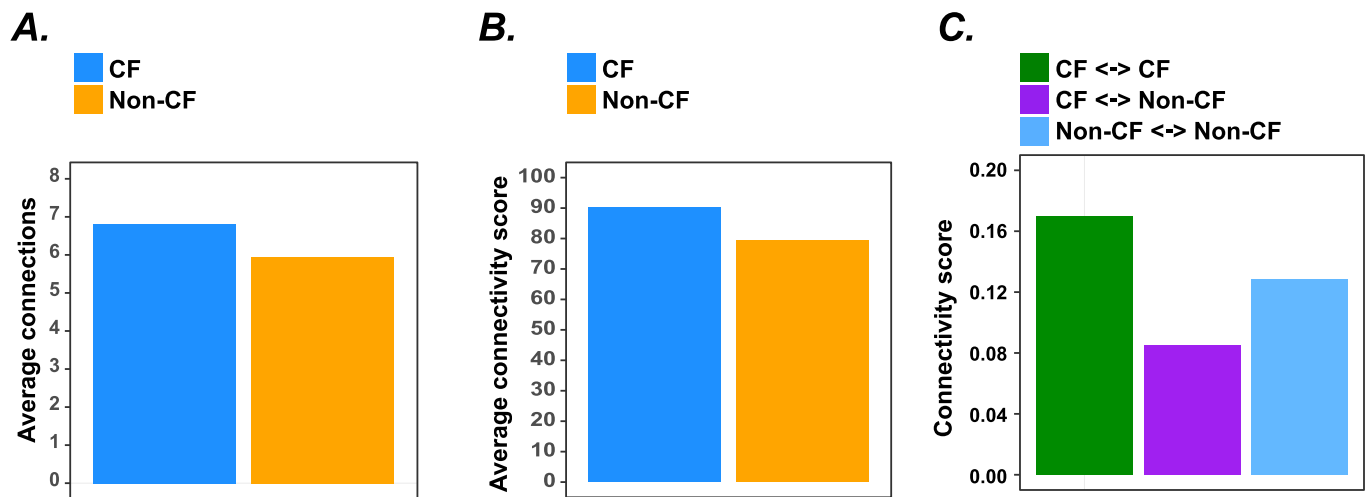 A.
CF
Non-CF
Average connections
8
7
6
5
4
3
2
1
0
B.
CF
Non-CF
Average connectivity score
100
90
80
70
60
50
40
30
20
10
0
C.
CF <-> CF
CF <-> Non-CF
Non-CF <-> Non-CF
Connectivity score
0.20
0.16
0.12
0.08
0.04
0.00